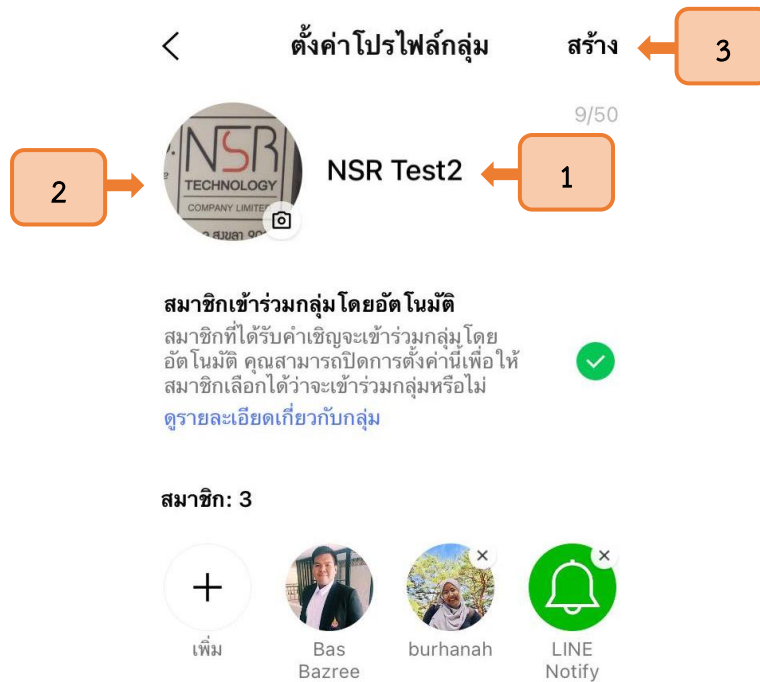 ตั้งค่าโปรไฟล์กลุ่ม
สร้าง
3
9/50
NSR
TECHNOLOGY
COMPANY LIMITE
NSR Test2
1
2
สมาชิกเข้าร่วมกลุ่มโดยอัตโนมัติ
สมาชิกที่ได้รับคำเชิญจะเข้าร่วมกลุ่มโดย
อัตโนมัติ คุณสามารถปิดการตั้งค่านี้เพื่อให้
สมาชิกเลือกได้ว่าจะเข้าร่วมกลุ่มหรือไม่
ดูรายละเอียดเกี่ยวกับกลุ่ม
สมาชิก: 3
เพิ่ม
Bas
Bazree
burhanah
LINE
Notify